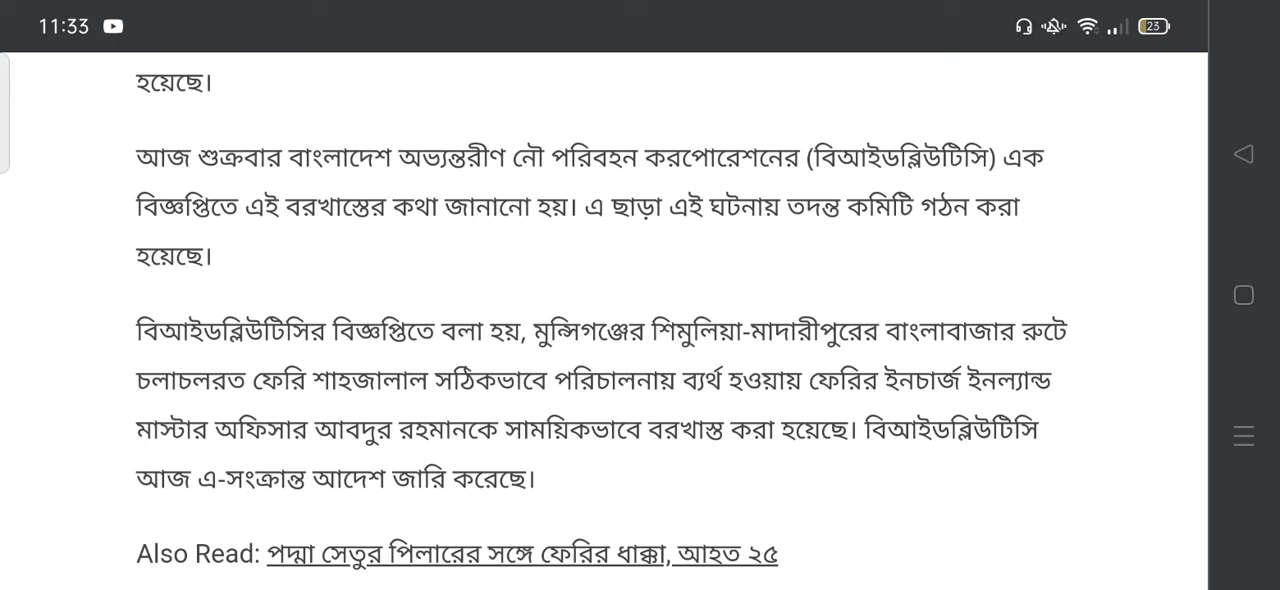 11:33
23
হয়েছে।
আজ শুক্রবার বাংলাদেশ অভ্যন্তরীণ নৌ পরিবহন করপোরেশনের (বিআইডব্লিউটিসি) এক
বিজ্ঞপ্তিতে এই বরখাস্তের কথা জানানো হয়। এ ছাড়া এই ঘটনায় তদন্ত কমিটি গঠন করা
হয়েছে।
বিআইডব্লিউটিসির বিজ্ঞপ্তিতে বলা হয়, মুন্সিগঞ্জের শিমুলিয়া-মাদারীপুরের বাংলাবাজার রুটে
চলাচলরত ফেরি শাহজালাল সঠিকভাবে পরিচালনায় ব্যর্থ হওয়ায় ফেরির ইনচার্জ ইনল্যান্ড
মাস্টার অফিসার আবদুর রহমানকে সাময়িকভাবে বরখাস্ত করা হয়েছে। বিআইডব্লিউটিসি
আজ এ-সংক্রান্ত আদেশ জারি করেছে।
Also Read: পদ্মা সেতুর পিলারের সঙ্গে ফেরির ধাক্কা, আহত ২৫